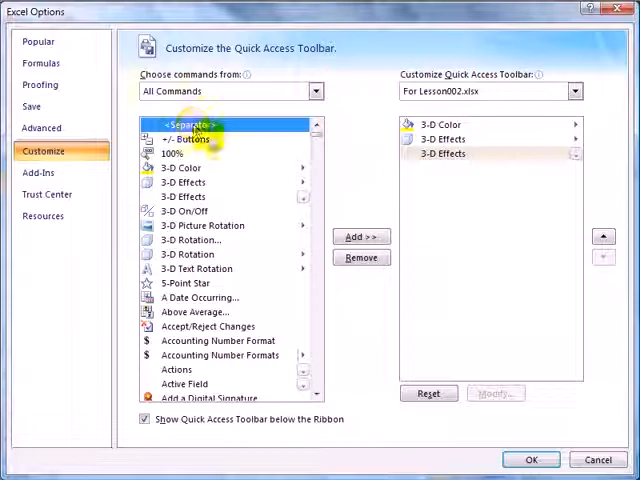 Excel Options
Popular
Formulas
Proofing
Save
Advanced
Customize
Add-Ins
Trust Center
Resources
Customize the Quick Access Toolbar.
Choose commands from:
All Commands
<Separator>
+/- Buttons
100%
3-D Color
3-D Effects
3-D Effects
3-D On/Off
3-D Picture Rotation
3-D Rotation...
3-D Rotation
3-D Text Rotation
5-Point Star
A Date Occurring...
Above Average...
Accept/Reject Changes
Accounting Number Format
Accounting Number Formats
Actions
Active Field
Add a Digital Signature
Add >>
Remove
Customize Quick Access Toolbar:
For Lesson002.xlsx
3-D Color
3-D Effects
3-D Effects
Reset
Modify...
Show Quick Access Toolbar below the Ribbon
OK
Cancel